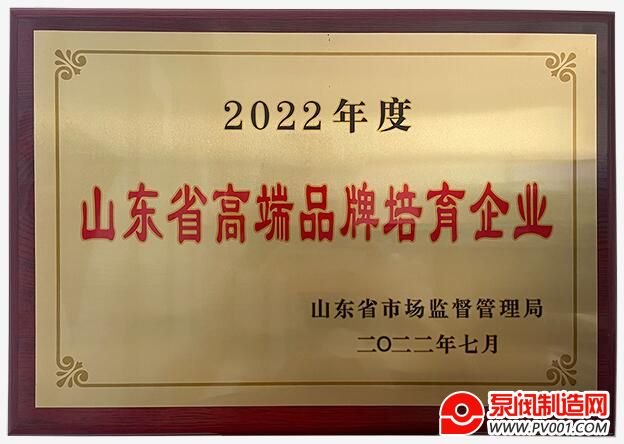 2022年度
山东省高端品牌培育企业
山东省市场监督管理局
二〇二二年七月
泵阀制造网
WWW.PV001.COM